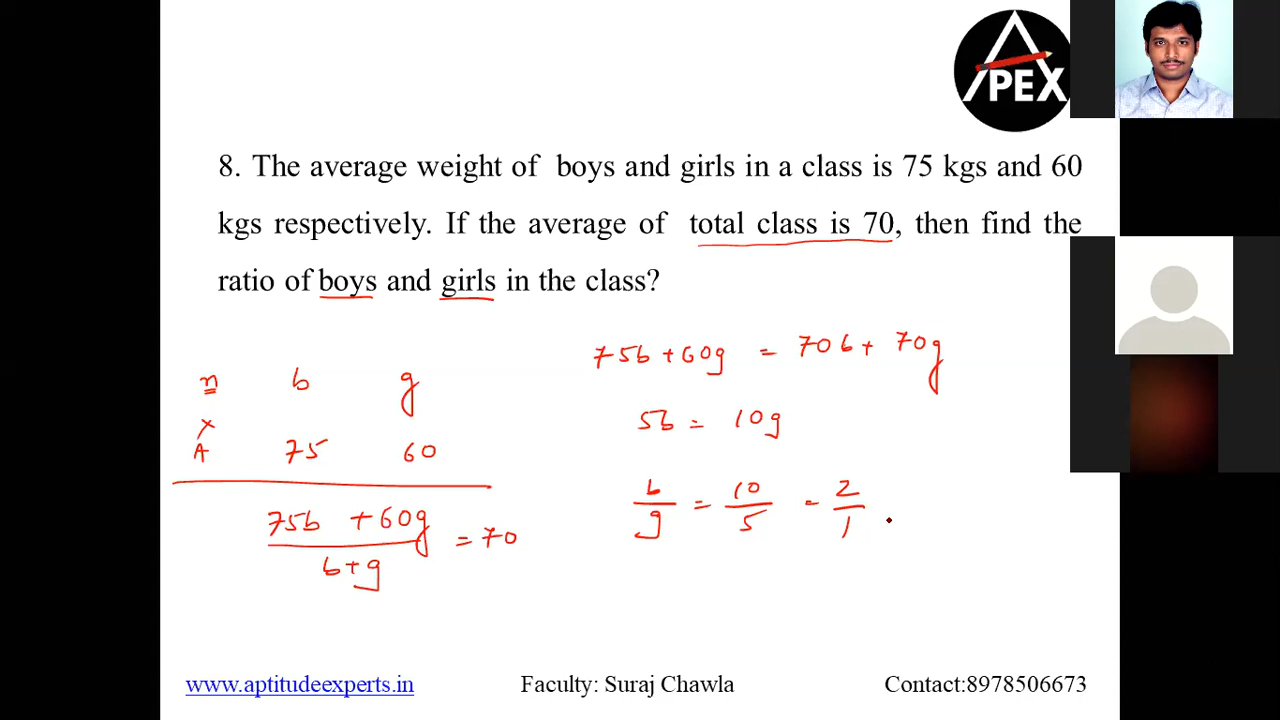 APEX
8. The average weight of boys and girls in a class is 75 kgs and 60
kgs respectively. If the average of total class is 70, then find the
ratio of boys and girls in the class?
n b g
x
A 75 60
75b + 60g
b+g
= 70
75b + 60g = 70b + 70g
5b = 10g
b/g = 10/5 = 2/1
www.aptitudeexperts.in Faculty: Suraj Chawla Contact:8978506673